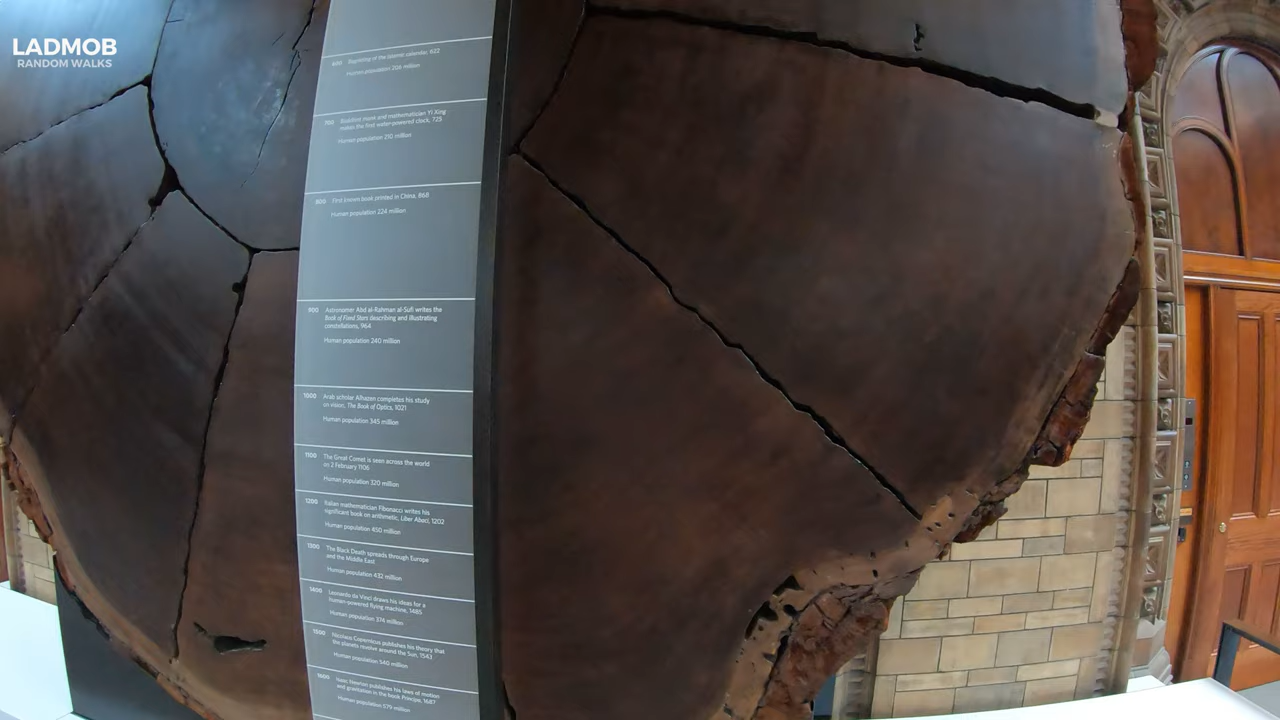 LADMOB
RANDOM WALKS
600 Beginning of the Islamic calendar, 622
Human population 206 million
700 Buddhist monk and mathematician Yi Xing
makes the first water-powered clock, 725
Human population 210 million
800 First known book printed in China, 868
Human population 224 million
900 Astronomer Abd al-Rahman al-Sufi writes the
Book of Fixed Stars describing and illustrating
constellations, 964
Human population 240 million
1000 Arab scholar Alhazen completes his study
on vision, The Book of Optics, 1021
Human population 345 million
1100 The Great Comet is seen across the world
on 2 February 1106
Human population 320 million
1200 Italian mathematician Fibonacci writes his
significant book on arithmetic, Liber Abaci, 1202
Human population 450 million
1300 The Black Death spreads through Europe
and the Middle East
Human population 432 million
1400 Leonardo da Vinci draws his ideas for a
human-powered flying machine, 1485
Human population 374 million
1500 Nicolaus Copernicus publishes his theory that
the planets revolve around the Sun, 1543
Human population 540 million
1600 Isaac Newton publishes his laws of motion
and gravitation in the book Principia, 1687
Human population 579 million